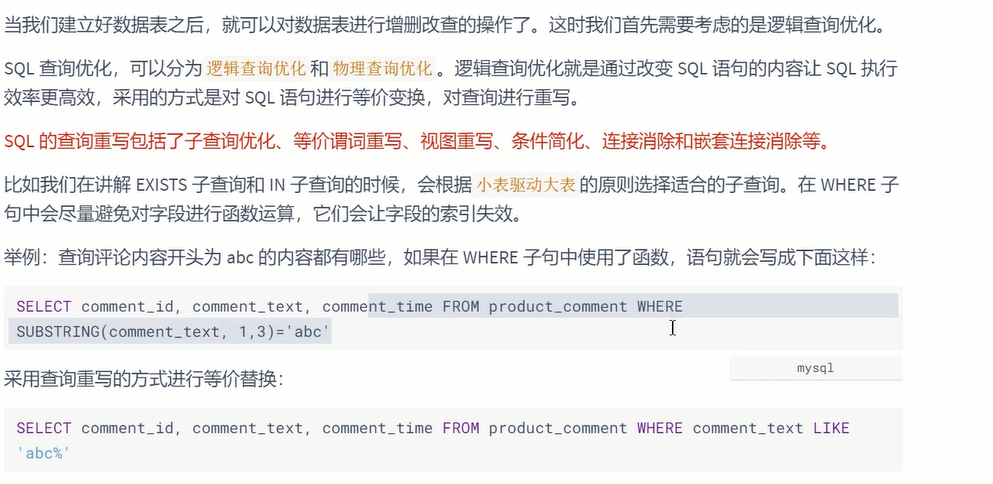 当我们建立好数据表之后，就可以对数据表进行增删改查的操作了。这时我们首先需要考虑的是逻辑查询优化。
SQL 查询优化，可以分为 逻辑查询优化 和 物理查询优化 。逻辑查询优化就是通过改变 SQL 语句的内容让 SQL 执行
效率更高效，采用的方式是对 SQL 语句进行等价变换，对查询进行重写。
SQL 的查询重写包括了子查询优化、等价谓词重写、视图重写、条件简化、连接消除和嵌套连接消除等。
比如我们在讲解 EXISTS 子查询和 IN 子查询的时候，会根据 小表驱动大表 的原则选择适合的子查询。在 WHERE 子
句中会尽量避免对字段进行函数运算，它们会让字段的索引失效。
举例：查询评论内容开头为 abc 的内容都有哪些，如果在 WHERE 子句中使用了函数，语句就会写成下面这样：
SELECT comment_id, comment_text, comment_time FROM product_comment WHERE
SUBSTRING(comment_text, 1,3)='abc'
mysql
采用查询重写的方式进行等价替换：
SELECT comment_id, comment_text, comment_time FROM product_comment WHERE comment_text LIKE
'abc%'